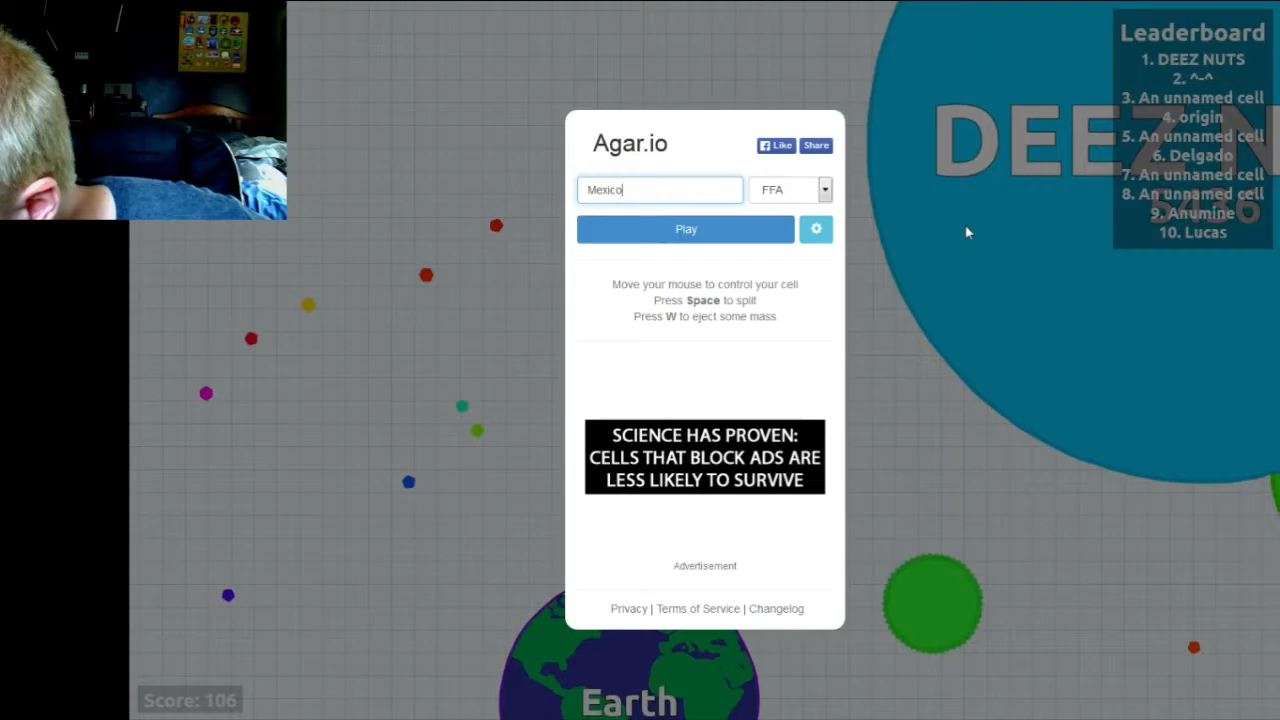 Agar.io
Like Share
Mexico FFA
Play
Move your mouse to control your cell
Press Space to split
Press W to eject some mass
SCIENCE HAS PROVEN:
CELLS THAT BLOCK ADS ARE
LESS LIKELY TO SURVIVE
Advertisement
Privacy | Terms of Service | Changelog
Leaderboard
1. DEEZ NUTS
2. ^-^
3. An unnamed cell
4. origin
5. An unnamed cell
6. Delgado
7. An unnamed cell
8. An unnamed cell
9. Anumine
10. Lucas
DEEZ N
5436
Earth
Score: 106